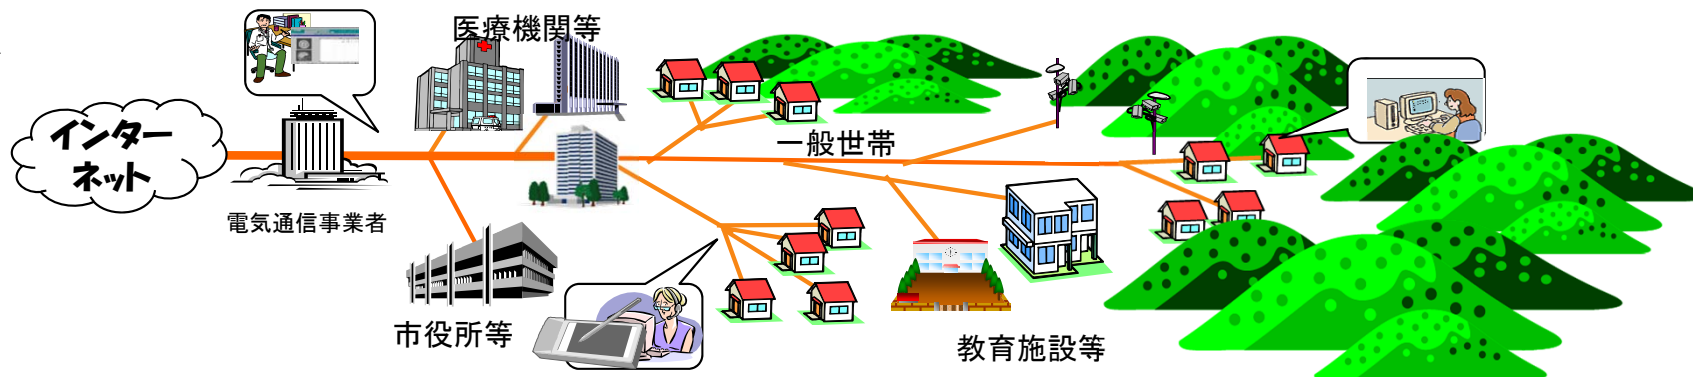 インター
ネット
電気通信事業者
医療機関等
市役所等
一般世帯
教育施設等